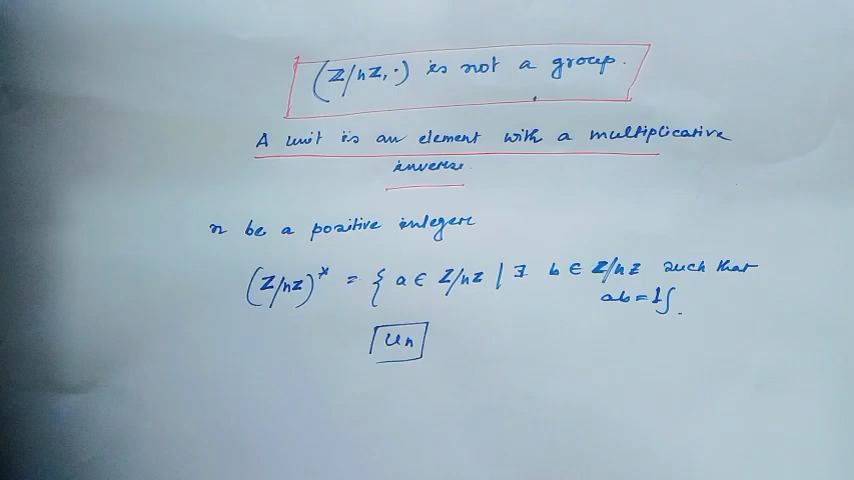 (Z/nZ, ·) is not a group.
A unit is an element with a multiplicative
inverse.
n be a positive integer
(Z/nZ)* = { a ∈ Z/nZ | ∃ b ∈ Z/nZ such that
ab = 1}.
Un